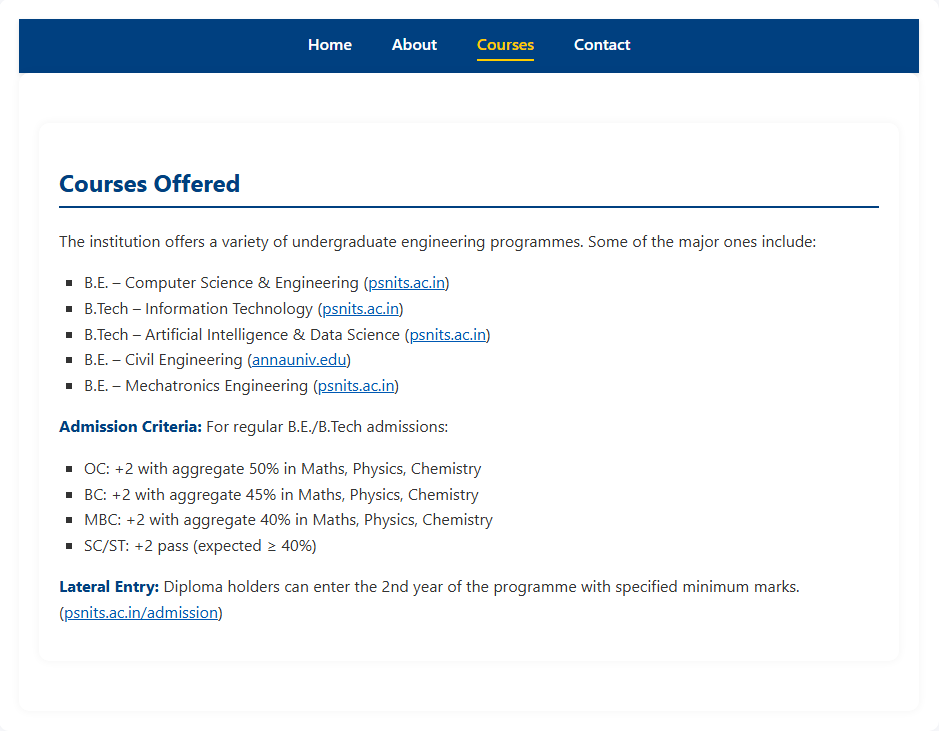 Home About Courses Contact
Courses Offered
The institution offers a variety of undergraduate engineering programmes. Some of the major ones include:
B.E. – Computer Science & Engineering (psnits.ac.in)
B.Tech – Information Technology (psnits.ac.in)
B.Tech – Artificial Intelligence & Data Science (psnits.ac.in)
B.E. – Civil Engineering (annauniv.edu)
B.E. – Mechatronics Engineering (psnits.ac.in)
Admission Criteria: For regular B.E./B.Tech admissions:
OC: +2 with aggregate 50% in Maths, Physics, Chemistry
BC: +2 with aggregate 45% in Maths, Physics, Chemistry
MBC: +2 with aggregate 40% in Maths, Physics, Chemistry
SC/ST: +2 pass (expected ≥ 40%)
Lateral Entry: Diploma holders can enter the 2nd year of the programme with specified minimum marks.
(psnits.ac.in/admission)